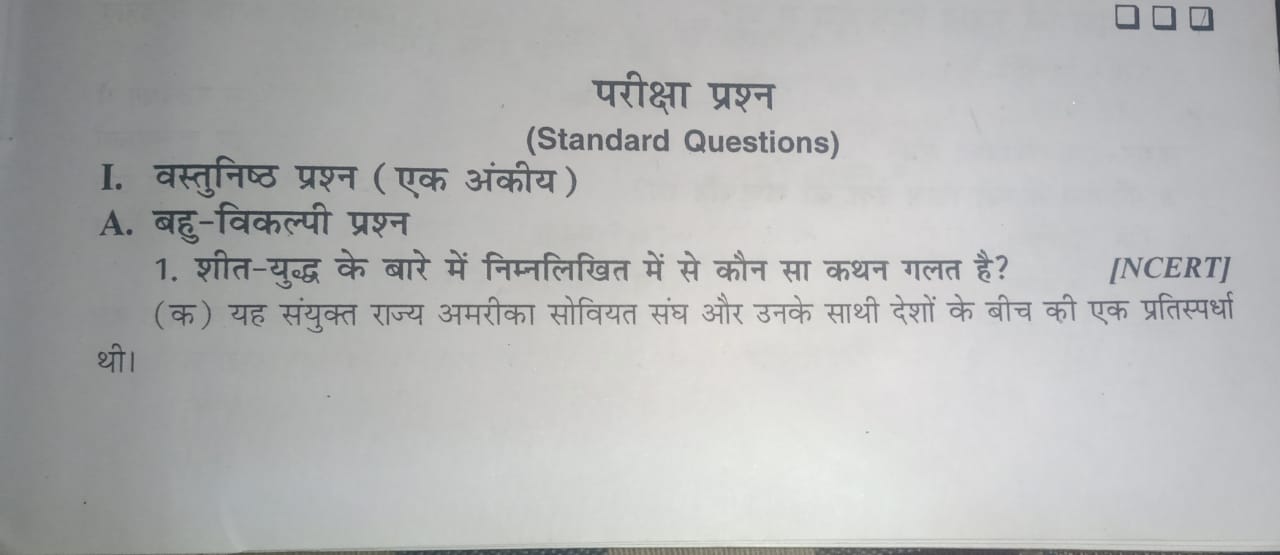 परीक्षा प्रश्न
(Standard Questions)
I. वस्तुनिष्ठ प्रश्न ( एक अंकीय )
A. बहु-विकल्पी प्रश्न
1. शीत-युद्ध के बारे में निम्नलिखित में से कौन सा कथन गलत है? [NCERT]
(क) यह संयुक्त राज्य अमरीका सोवियत संघ और उनके साथी देशों के बीच की एक प्रतिस्पर्धा
थी।